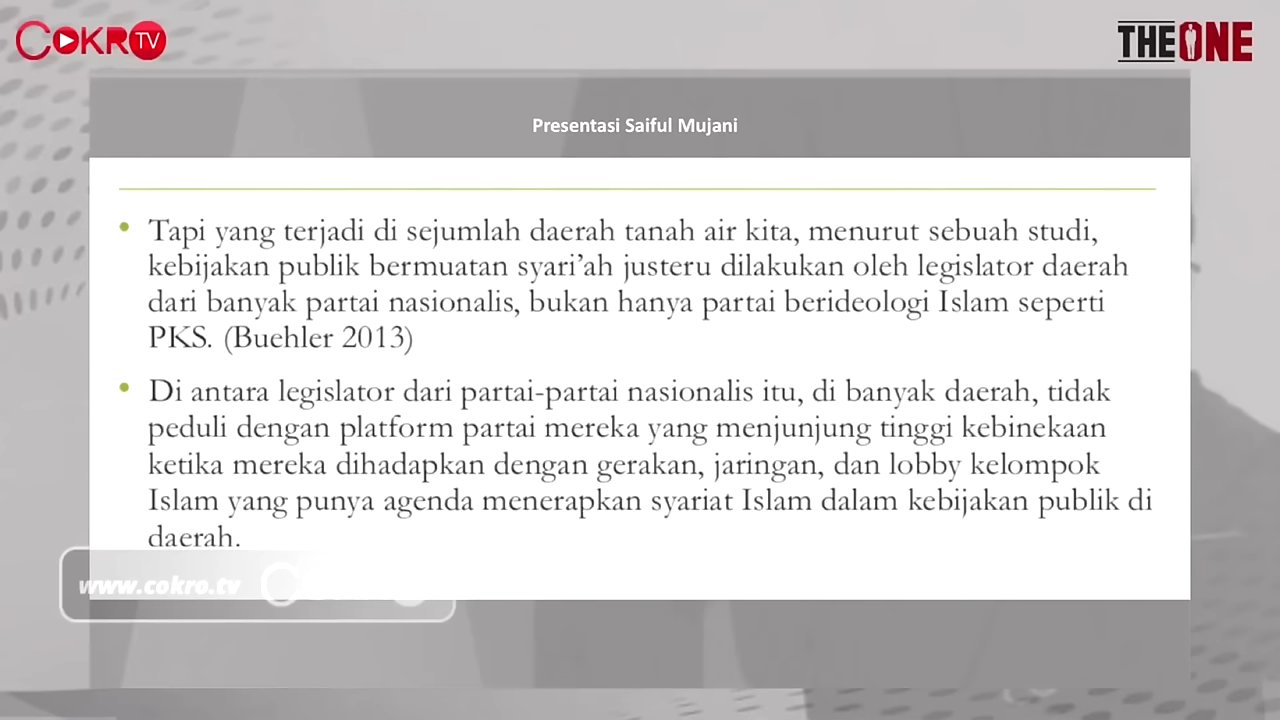 COKRO TV
THE ONE
Presentasi Saiful Mujani
• Tapi yang terjadi di sejumlah daerah tanah air kita, menurut sebuah studi,
kebijakan publik bermuatan syari’ah justeru dilakukan oleh legislator daerah
dari banyak partai nasionalis, bukan hanya partai berideologi Islam seperti
PKS. (Buehler 2013)
• Di antara legislator dari partai-partai nasionalis itu, di banyak daerah, tidak
peduli dengan platform partai mereka yang menjunjung tinggi kebinekaan
ketika mereka dihadapkan dengan gerakan, jaringan, dan lobby kelompok
Islam yang punya agenda menerapkan syariat Islam dalam kebijakan publik di
daerah.
www.cokro.tv